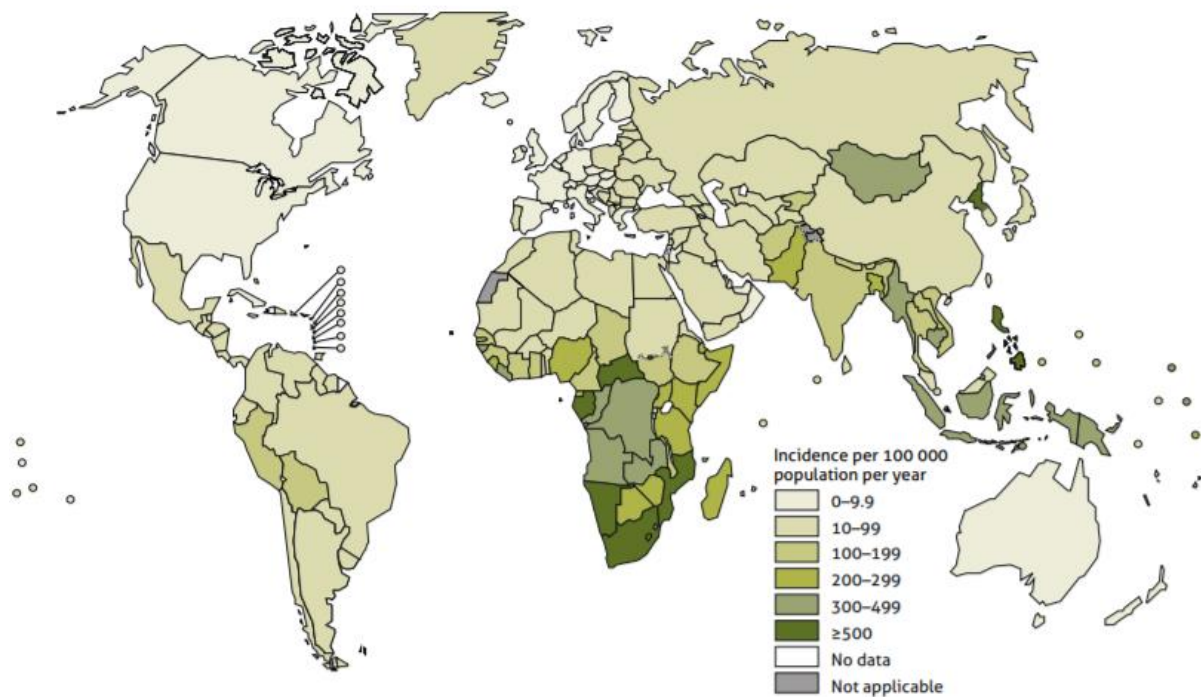 Incidence per 100 000
population per year
0–9.9
10–99
100–199
200–299
300–499
≥500
No data
Not applicable